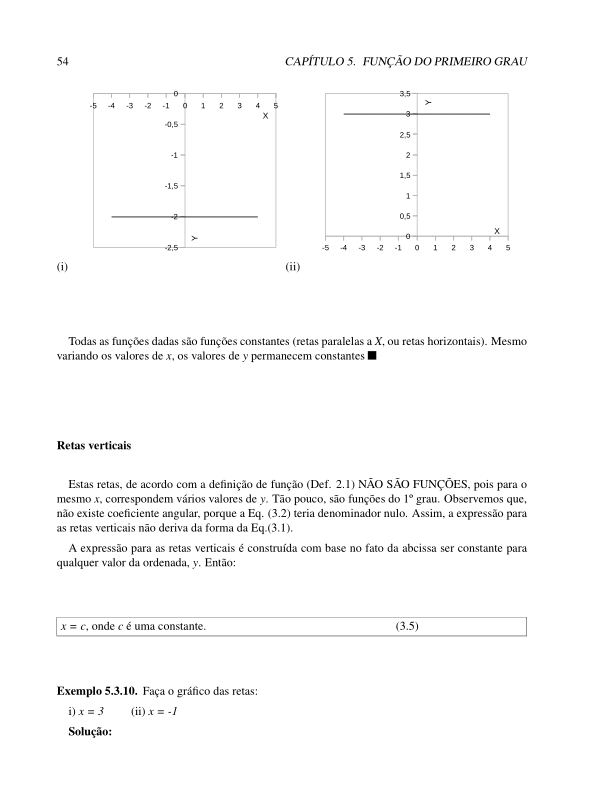 54 CAPÍTULO 5. FUNÇÃO DO PRIMEIRO GRAU
0
-5 -4 -3 -2 -1 0 1 2 3 4 5
X
-0,5
-1
-1,5
-2
Y
-2,5
3,5
Y
3
2,5
2
1,5
1
0,5
X
0
-5 -4 -3 -2 -1 0 1 2 3 4 5
(i) (ii)
Todas as funções dadas são funções constantes (retas paralelas a X, ou retas horizontais). Mesmo
variando os valores de x, os valores de y permanecem constantes ■
Retas verticais
Estas retas, de acordo com a definição de função (Def. 2.1) NÃO SÃO FUNÇÕES, pois para o
mesmo x, correspondem vários valores de y. Tão pouco, são funções do 1º grau. Observemos que,
não existe coeficiente angular, porque a Eq. (3.2) teria denominador nulo. Assim, a expressão para
as retas verticais não deriva da forma da Eq.(3.1).
A expressão para as retas verticais é construída com base no fato da abcissa ser constante para
qualquer valor da ordenada, y. Então:
x = c, onde c é uma constante. (3.5)
Exemplo 5.3.10. Faça o gráfico das retas:
i) x = 3 (ii) x = -1
Solução: